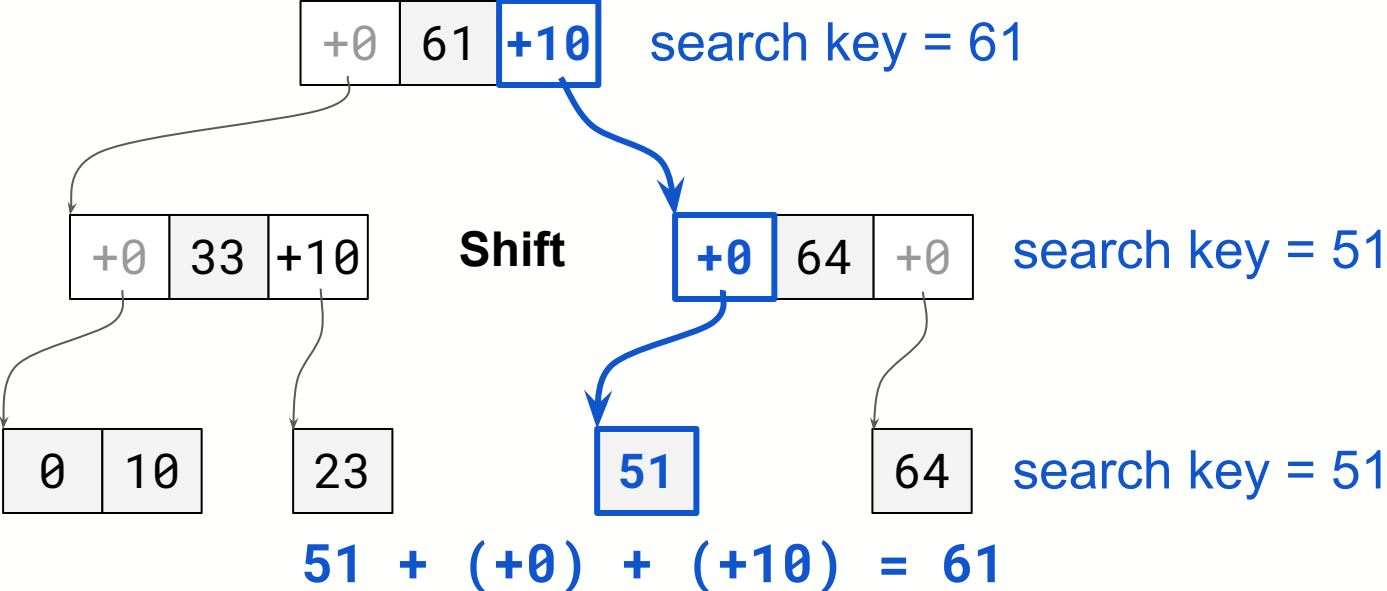 +0 61 +10 search key = 61
+0 33 +10 Shift +0 64 +0 search key = 51
0 10 23 51 64 search key = 51
51 + (+0) + (+10) = 61